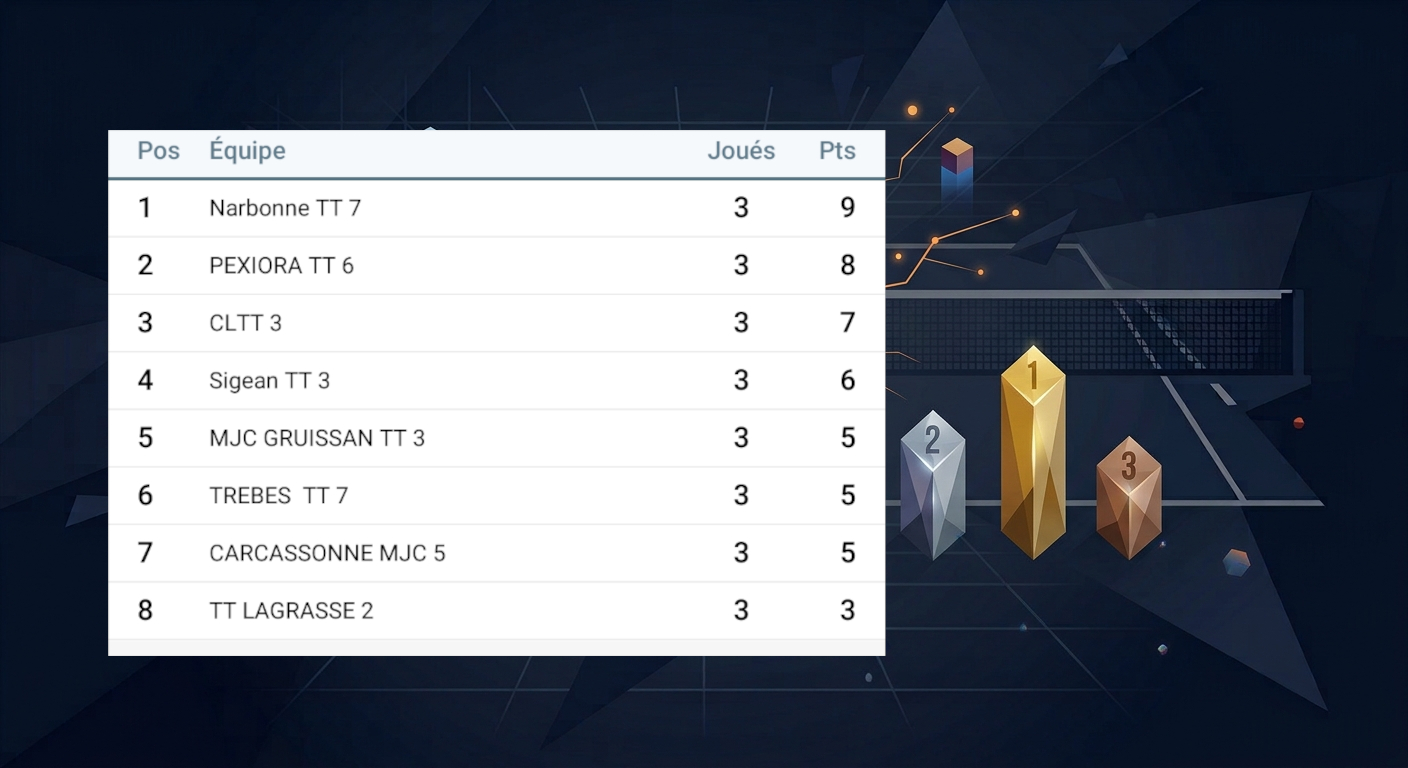 Pos Équipe Joués Pts
1 Narbonne TT 7 3 9
2 PEXIORA TT 6 3 8
3 CLTT 3 3 7
4 Sigean TT 3 3 6
5 MJC GRUISSAN TT 3 3 5
6 TREBES  TT 7 3 5
7 CARCASSONNE MJC 5 3 5
8 TT LAGRASSE 2 3 3
1
2
3